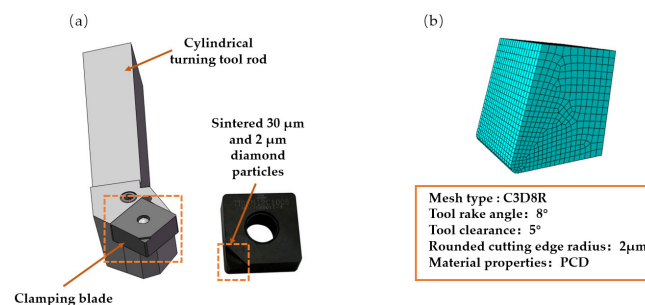 (a)
Cylindrical
turning tool rod
Sintered 30 μm
and 2 μm
diamond
particles
Clamping blade
(b)
Mesh type : C3D8R
Tool rake angle: 8°
Tool clearance: 5°
Rounded cutting edge radius: 2μm
Material properties: PCD